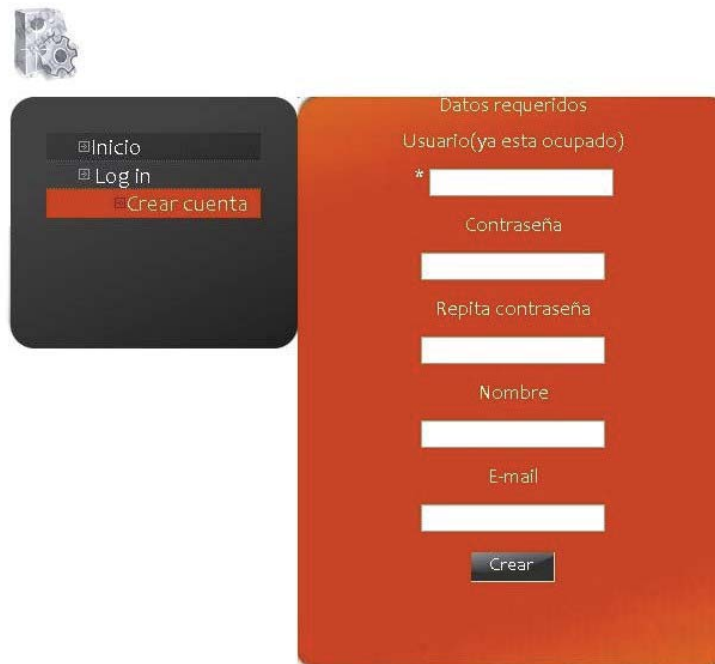 Inicio
Log in
Crear cuenta
Datos requeridos
Usuario(ya esta ocupado)
*
Contraseña
Repita contraseña
Nombre
E-mail
Crear